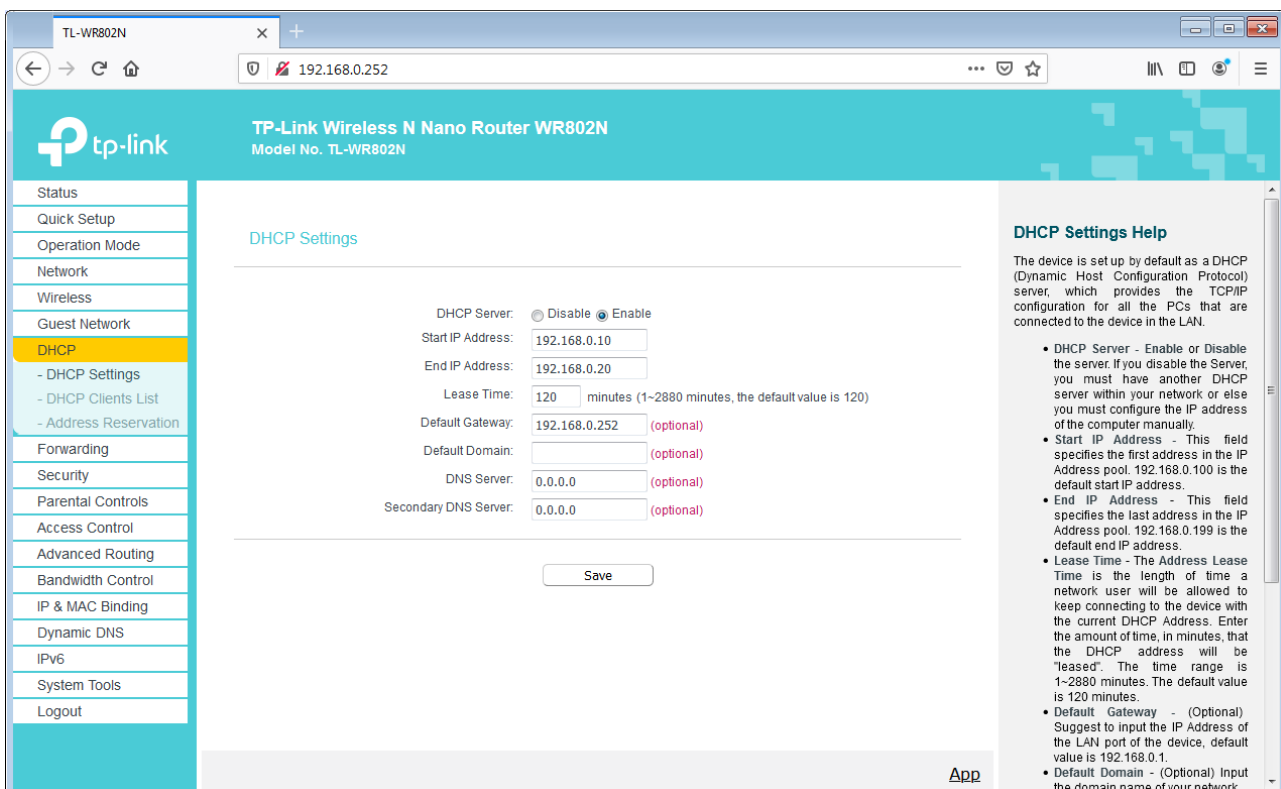 TL-WR802N
192.168.0.252
tp-link
TP-Link Wireless N Nano Router WR802N
Model No. TL-WR802N
Status
Quick Setup
Operation Mode
Network
Wireless
Guest Network
DHCP
- DHCP Settings
- DHCP Clients List
- Address Reservation
Forwarding
Security
Parental Controls
Access Control
Advanced Routing
Bandwidth Control
IP & MAC Binding
Dynamic DNS
IPv6
System Tools
Logout
DHCP Settings
DHCP Server: Disable Enable
Start IP Address: 192.168.0.10
End IP Address: 192.168.0.20
Lease Time: 120 minutes (1~2880 minutes, the default value is 120)
Default Gateway: 192.168.0.252 (optional)
Default Domain: (optional)
DNS Server: 0.0.0.0 (optional)
Secondary DNS Server: 0.0.0.0 (optional)
Save
App
DHCP Settings Help
The device is set up by default as a DHCP
(Dynamic Host Configuration Protocol)
server, which provides the TCP/IP
configuration for all the PCs that are
connected to the device in the LAN.
• DHCP Server - Enable or Disable
the server. If you disable the Server,
you must have another DHCP
server within your network or else
you must configure the IP address
of the computer manually.
• Start IP Address - This field
specifies the first address in the IP
Address pool. 192.168.0.100 is the
default start IP address.
• End IP Address - This field
specifies the last address in the IP
Address pool. 192.168.0.199 is the
default end IP address.
• Lease Time - The Address Lease
Time is the length of time a
network user will be allowed to
keep connecting to the device with
the current DHCP Address. Enter
the amount of time, in minutes, that
the DHCP address will be
"leased". The time range is
1~2880 minutes. The default value
is 120 minutes.
• Default Gateway - (Optional)
Suggest to input the IP Address of
the LAN port of the device, default
value is 192.168.0.1.
• Default Domain - (Optional) Input
the domain name of your network.